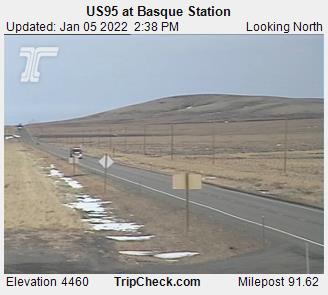 US95 at Basque Station
Updated: Jan 05 2022 2:38 PM Looking North
Elevation 4460 TripCheck.com Milepost 91.62